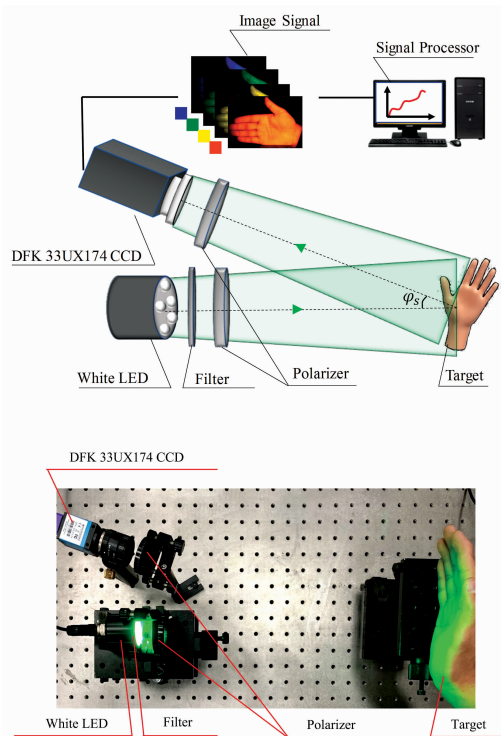 Image Signal
Signal Processor
DFK 33UX174 CCD
φs
White LED
Filter
Polarizer
Target
DFK 33UX174 CCD
White LED
Filter
Polarizer
Target